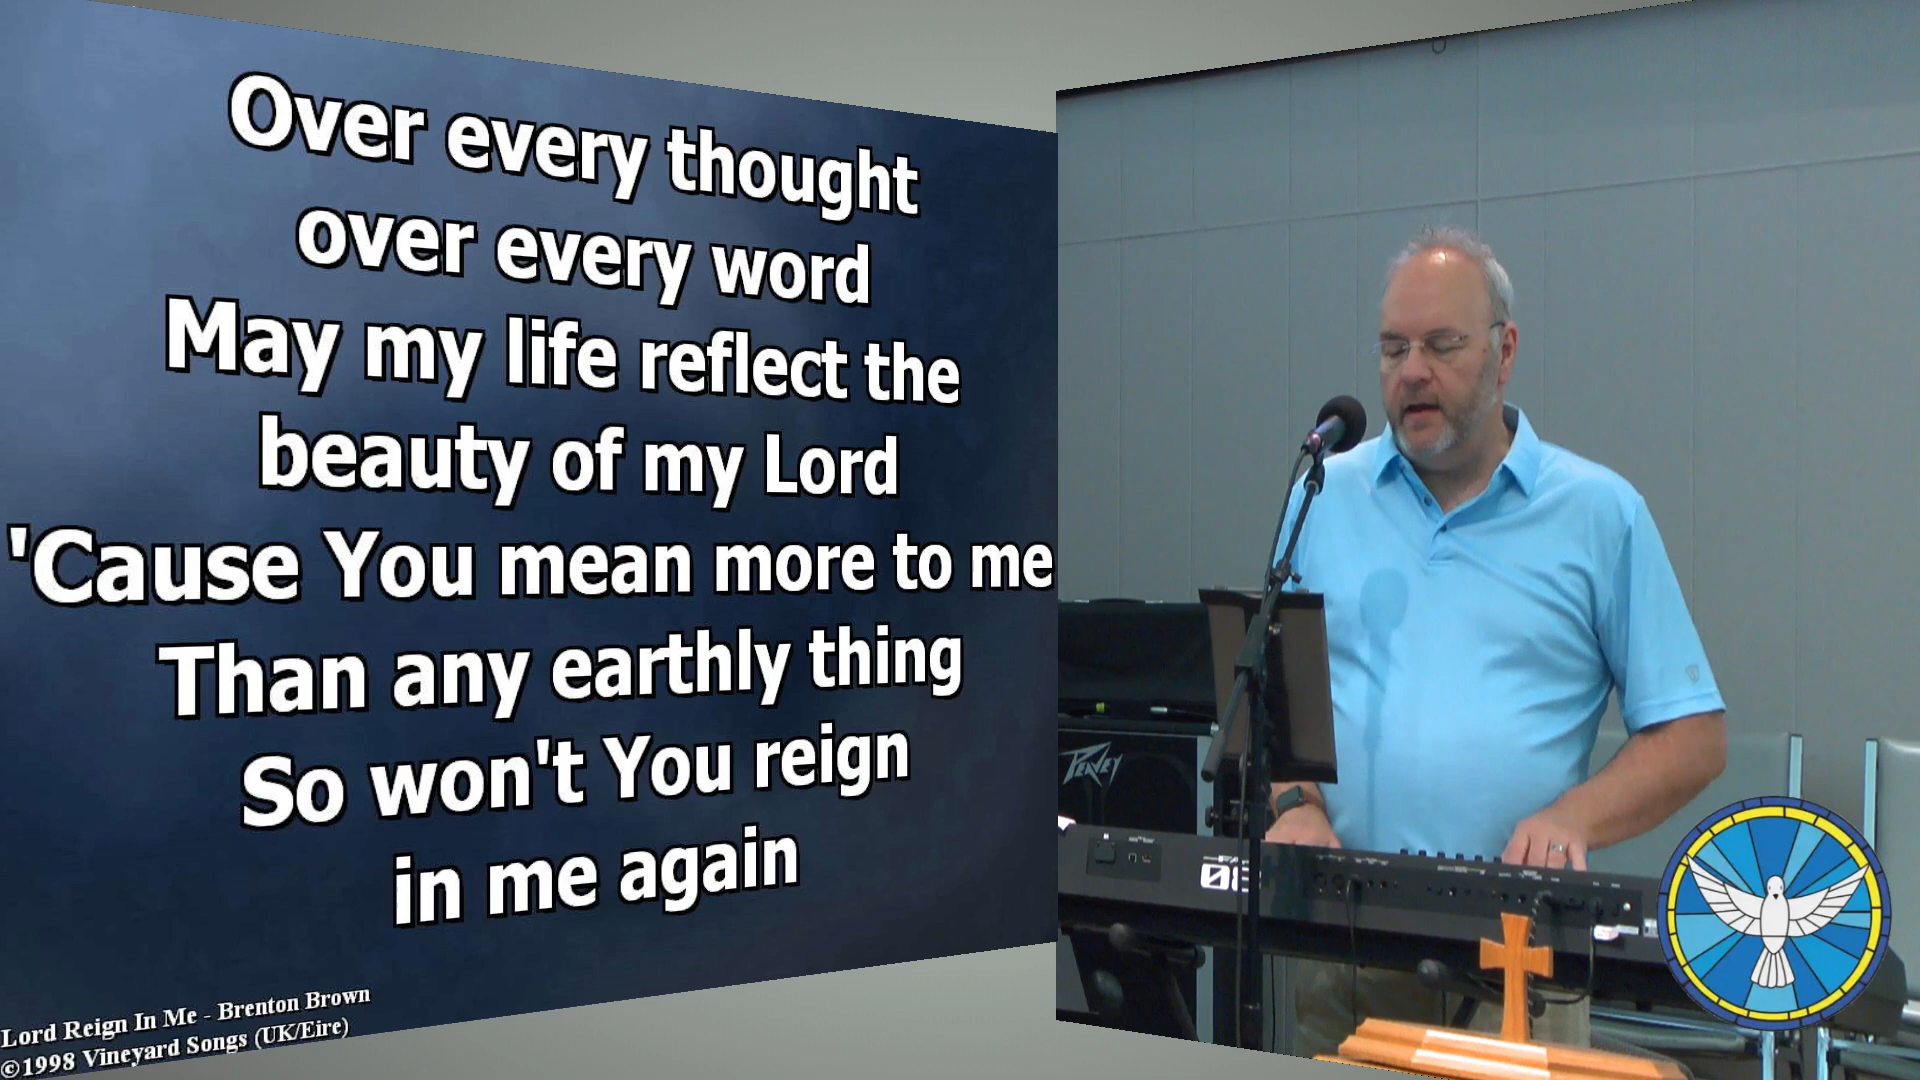 Over every thought
over every word
May my life reflect the
beauty of my Lord
'Cause You mean more to me
Than any earthly thing
So won't You reign
in me again
Lord Reign In Me - Brenton Brown
©1998 Vineyard Songs (UK/Eire)
PEAVEY